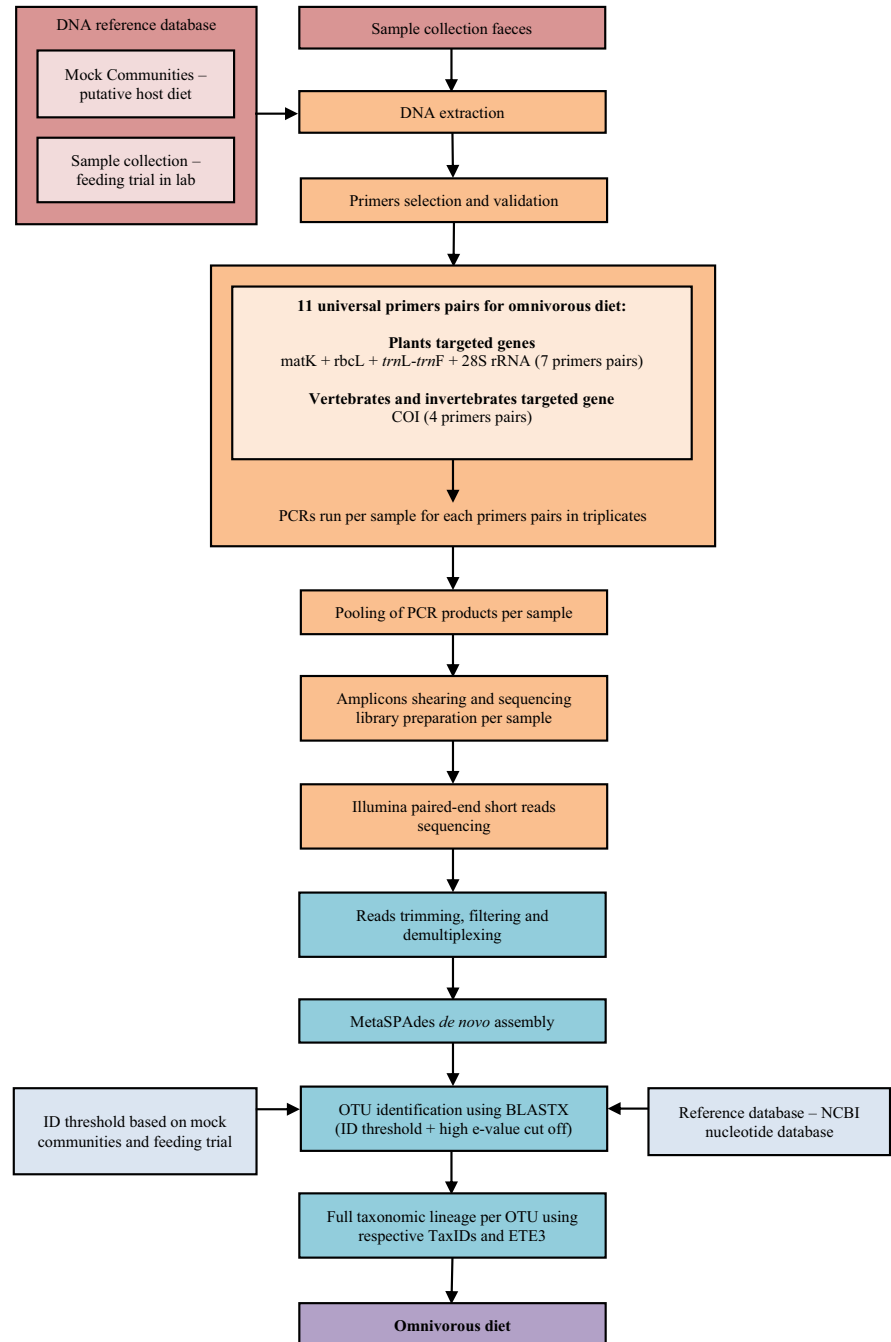 DNA reference database
Mock Communities –
putative host diet
Sample collection –
feeding trial in lab
Sample collection faeces
DNA extraction
Primers selection and validation
11 universal primers pairs for omnivorous diet:
Plants targeted genes
matK + rbcL + trnL-trnF + 28S rRNA (7 primers pairs)
Vertebrates and invertebrates targeted gene
COI (4 primers pairs)
PCRs run per sample for each primers pairs in triplicates
Pooling of PCR products per sample
Amplicons shearing and sequencing
library preparation per sample
Illumina paired-end short reads
sequencing
Reads trimming, filtering and
demultiplexing
MetaSPAdes de novo assembly
ID threshold based on mock
communities and feeding trial
OTU identification using BLASTX
(ID threshold + high e-value cut off)
Reference database – NCBI
nucleotide database
Full taxonomic lineage per OTU using
respective TaxIDs and ETE3
Omnivorous diet